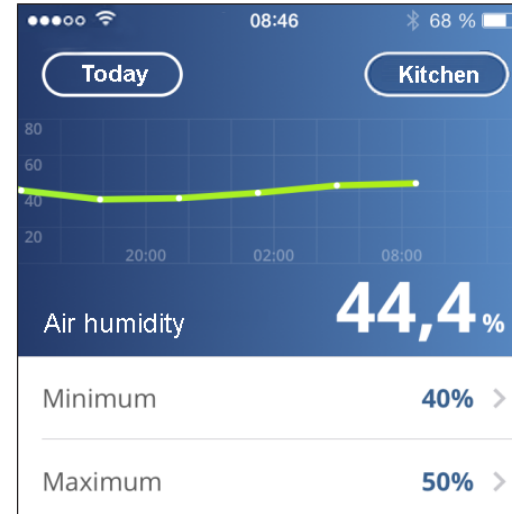 08:46 68 %
Today Kitchen
80
60
40
20
20:00 02:00 08:00
Air humidity 44,4 %
Minimum 40%
Maximum 50%